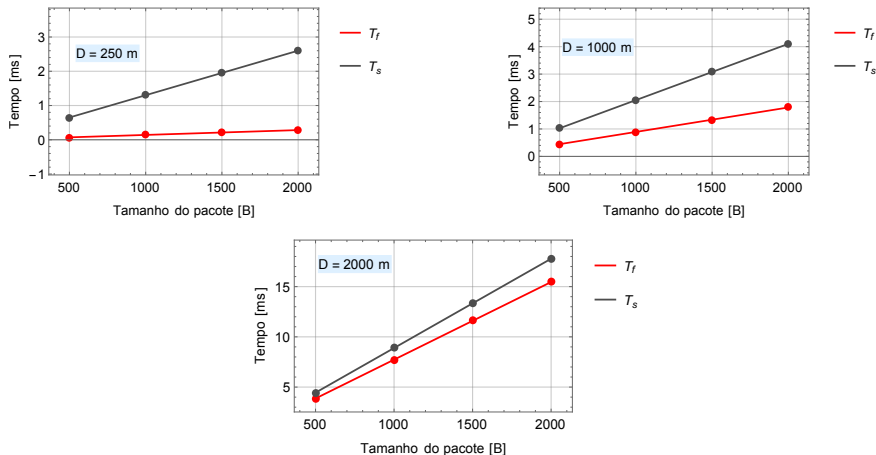 D = 250 m
Tempo [ms]
3
2
1
0
−1
500 1000 1500 2000
Tamanho do pacote [B]
T_f
T_s
D = 1000 m
Tempo [ms]
5
4
3
2
1
0
500 1000 1500 2000
Tamanho do pacote [B]
T_f
T_s
D = 2000 m
Tempo [ms]
15
10
5
500 1000 1500 2000
Tamanho do pacote [B]
T_f
T_s